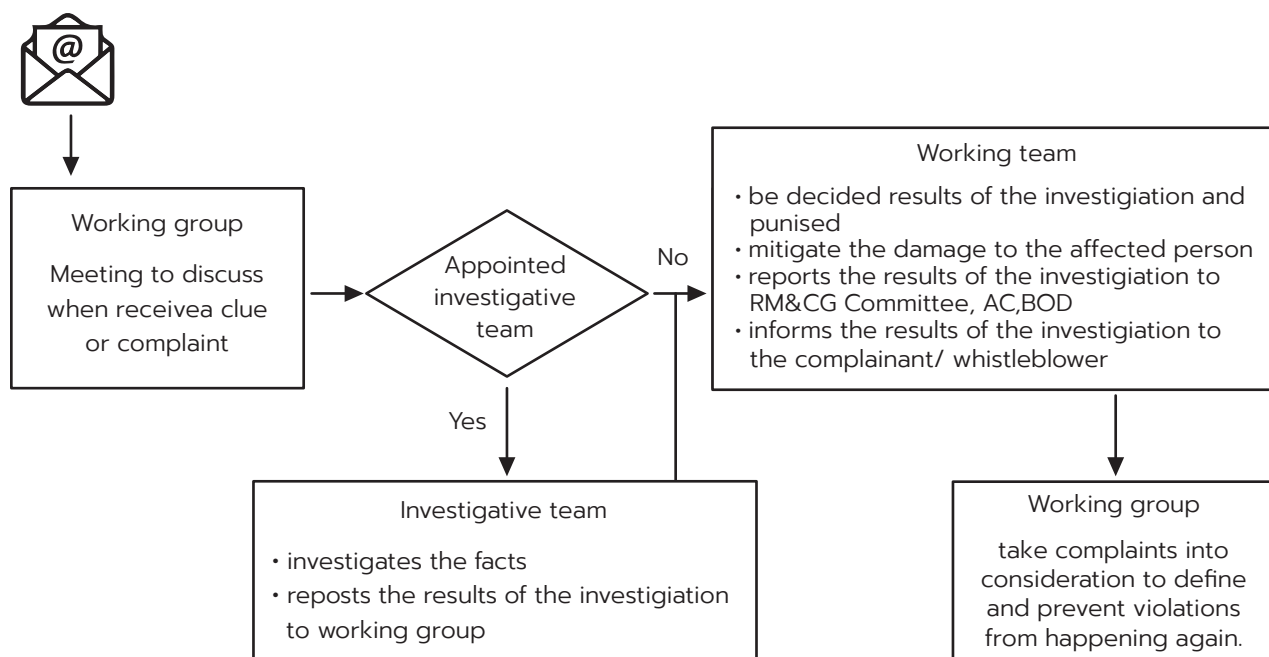 @
Working group
Meeting to discuss
when receivea clue
or complaint
Appointed
investigative
team
No
Yes
Working team
• be decided results of the investigiation and
punised
• mitigate the damage to the affected person
• reports the results of the investigiation to
RM&CG Committee, AC,BOD
• informs the results of the investigiation to
the complainant/ whistleblower
Investigative team
• investigates the facts
• reposts the results of the investigiation
to working group
Working group
take complaints into
consideration to define
and prevent violations
from happening again.